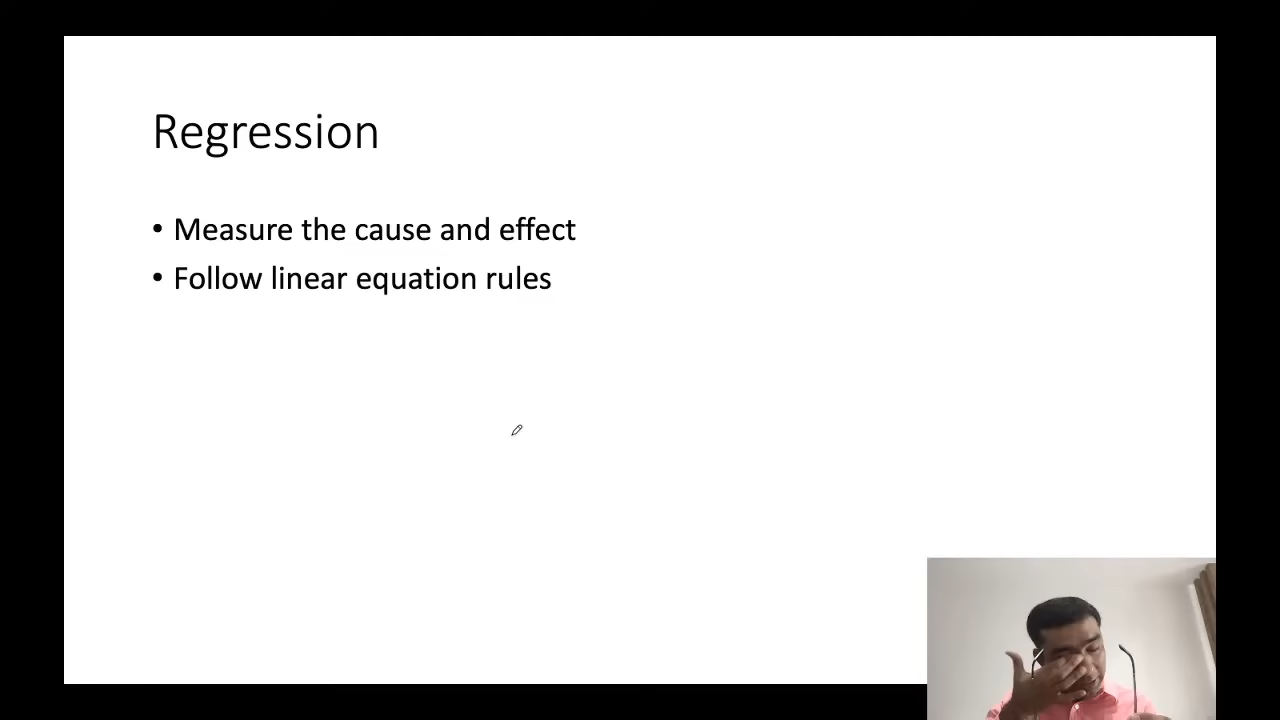 Regression
• Measure the cause and effect
• Follow linear equation rules